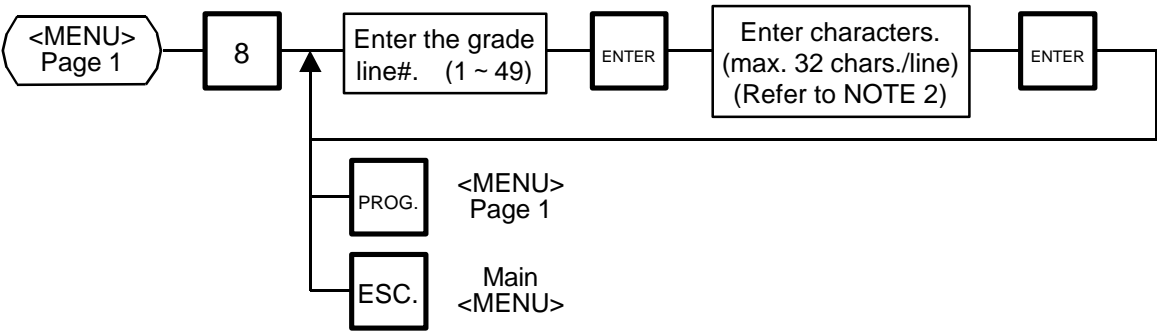 <MENU>
Page 1
8
Enter the grade
line#. (1 ~ 49)
ENTER
Enter characters.
(max. 32 chars./line)
(Refer to NOTE 2)
ENTER
PROG.
<MENU>
Page 1
ESC.
Main
<MENU>